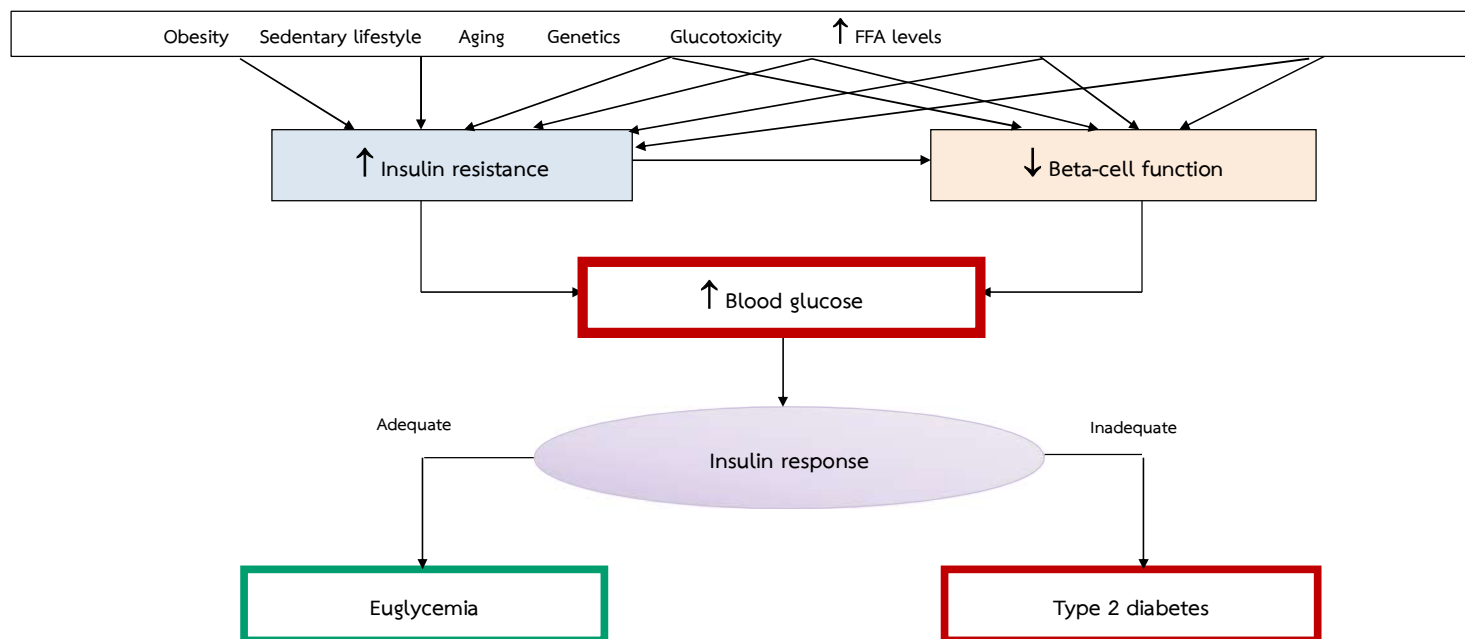 Obesity Sedentary lifestyle Aging Genetics Glucotoxicity ↑ FFA levels
↑ Insulin resistance
↓ Beta-cell function
↑ Blood glucose
Adequate
Inadequate
Insulin response
Euglycemia
Type 2 diabetes